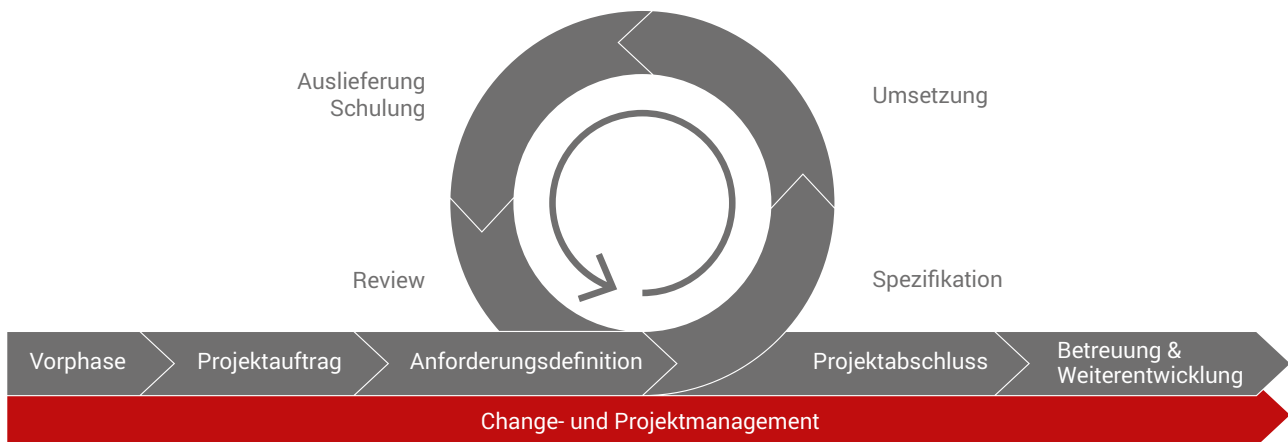 Auslieferung
Schulung
Umsetzung
Review
Spezifikation
Vorphase
Projektauftrag
Anforderungsdefinition
Projektabschluss
Betreuung &
Weiterentwicklung
Change- und Projektmanagement